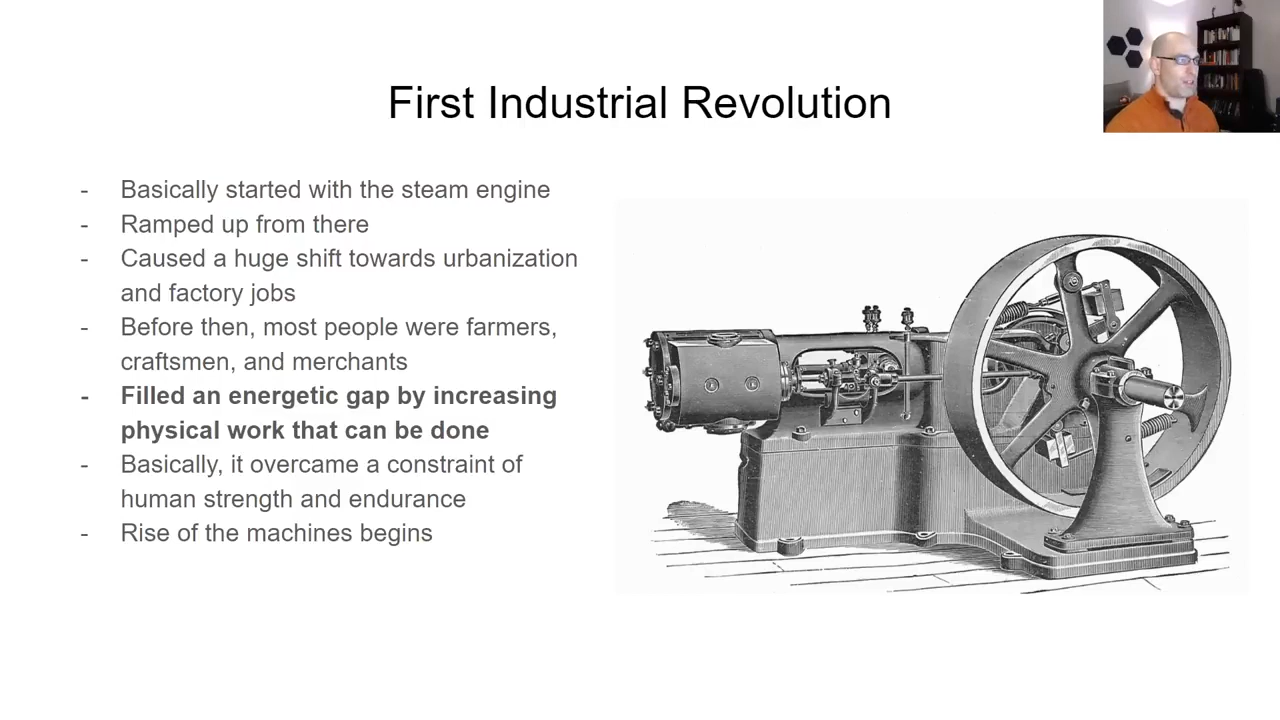 First Industrial Revolution
- Basically started with the steam engine
- Ramped up from there
- Caused a huge shift towards urbanization
and factory jobs
- Before then, most people were farmers,
craftsmen, and merchants
- Filled an energetic gap by increasing
physical work that can be done
- Basically, it overcame a constraint of
human strength and endurance
- Rise of the machines begins